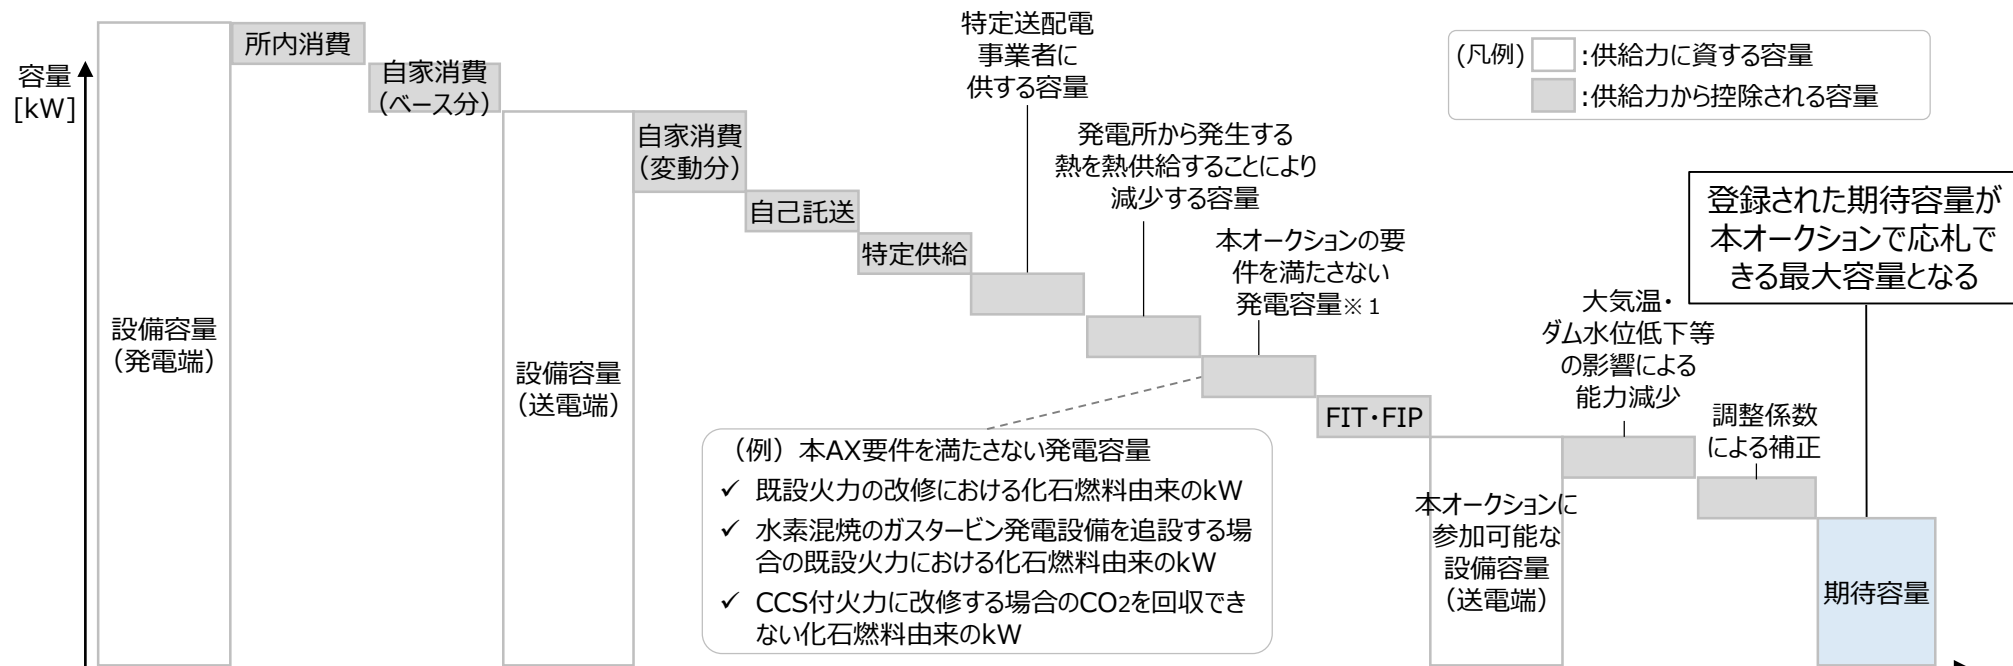 容量
[kW]
設備容量
（発電端）
所内消費
自家消費
（ベース分）
設備容量
（送電端）
自家消費
（変動分）
自己託送
特定供給
特定送配電
事業者に
供する容量
発電所から発生する
熱を熱供給することにより
減少する容量
本オークションの要
件を満たさない
発電容量※1
FIT・FIP
（例）本AX要件を満たさない発電容量
✓ 既設火力の改修における化石燃料由来のkW
✓ 水素混焼のガスタービン発電設備を追設する場
合の既設火力における化石燃料由来のkW
✓ CCS付火力に改修する場合のCO2を回収でき
ない化石燃料由来のkW
本オークションに
参加可能な
設備容量
（送電端）
大気温・
ダム水位低下等
の影響による
能力減少
調整係数
による補正
期待容量
登録された期待容量が
本オークションで応札で
きる最大容量となる
(凡例) :供給力に資する容量
:供給力から控除される容量